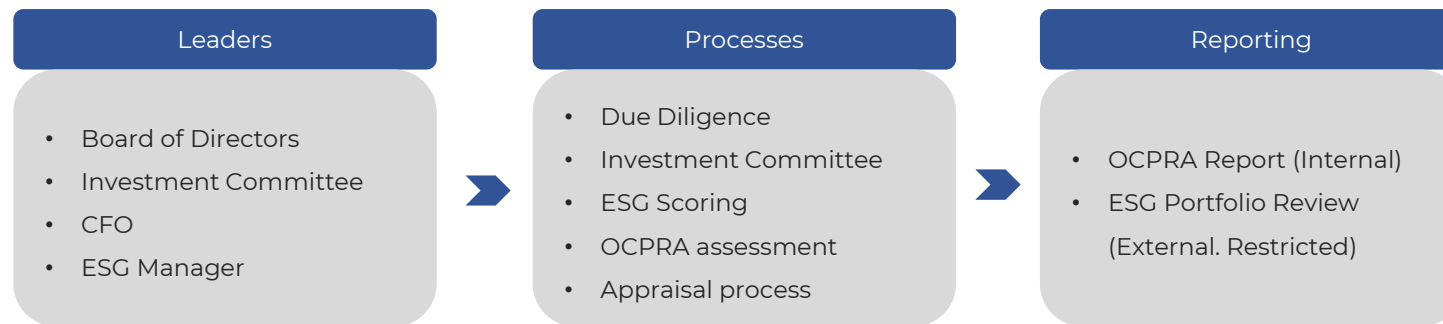 Leaders
• Board of Directors
• Investment Committee
• CFO
• ESG Manager
Processes
• Due Diligence
• Investment Committee
• ESG Scoring
• OCPRA assessment
• Appraisal process
Reporting
• OCPRA Report (Internal)
• ESG Portfolio Review
(External. Restricted)